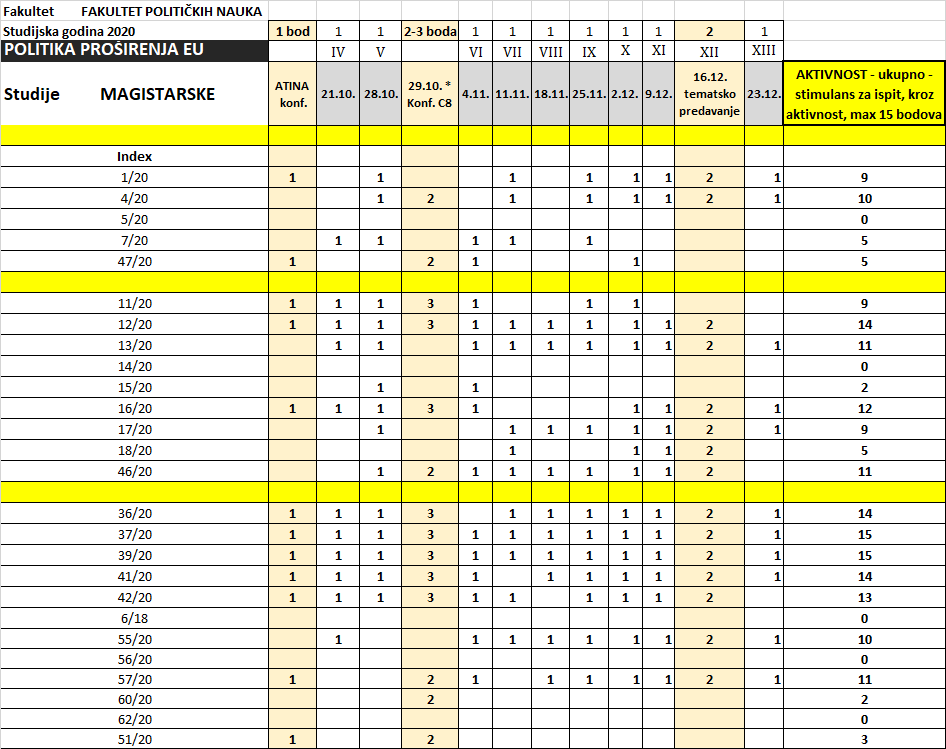 Fakultet FAKULTET POLITIČKIH NAUKA
Studijska godina 2020 1 bod 1 1 2-3 boda 1 1 1 1 1 1 2 1
POLITIKA PROŠIRENJA EU IV V VI VII VIII IX X XI XII XIII
Studije MAGISTARSKE ATINA konf. 21.10. 28.10. 29.10. * Konf. C8 4.11. 11.11. 18.11. 25.11. 2.12. 9.12. 16.12. tematsko predavanje 23.12. AKTIVNOST - ukupno - stimulans za ispit, kroz aktivnost, max 15 bodova
Index
1/20 1 1 1 1 1 1 2 1 9
4/20 1 2 1 1 1 1 2 1 10
5/20 0
7/20 1 1 1 1 1 5
47/20 1 2 1 1 5
11/20 1 1 1 3 1 1 1 9
12/20 1 1 1 3 1 1 1 1 1 1 2 14
13/20 1 1 1 1 1 1 1 1 2 1 11
14/20 0
15/20 1 1 2
16/20 1 1 1 3 1 1 1 2 1 12
17/20 1 1 1 1 1 1 2 1 9
18/20 1 1 1 2 5
46/20 1 2 1 1 1 1 1 1 2 11
36/20 1 1 1 3 1 1 1 1 1 2 1 14
37/20 1 1 1 3 1 1 1 1 1 1 2 1 15
39/20 1 1 1 3 1 1 1 1 1 1 2 1 15
41/20 1 1 1 3 1 1 1 1 1 2 1 14
42/20 1 1 1 3 1 1 1 1 1 2 13
6/18 0
55/20 1 1 1 1 1 1 1 2 1 10
56/20 0
57/20 1 2 1 1 1 1 1 2 1 11
60/20 2 2
62/20 0
51/20 1 2 3